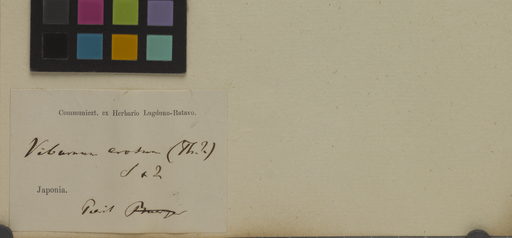 Communicat. ex Herbario Lugduno-Batavo.
Viburnum erosum (Th.)
S & Z
Japonia.